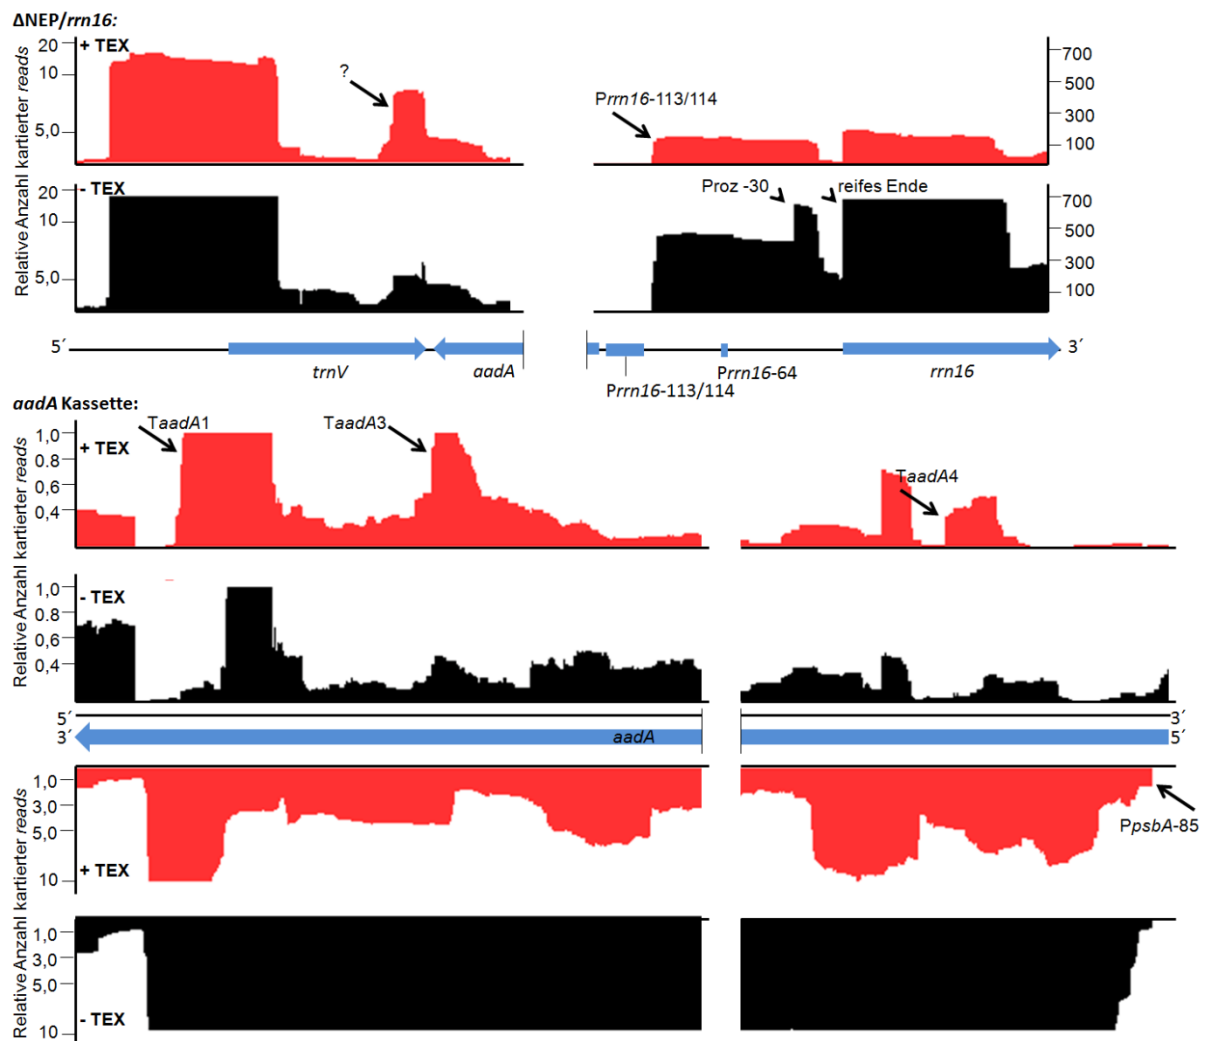 ΔNEP/rrn16:
Relative Anzahl kartierter reads
20
10
5,0
+ TEX
?
Prrn16-113/114
700
500
300
100
Relative Anzahl kartierter reads
20
10
5,0
- TEX
Proz -30
reifes Ende
700
500
300
100
5´
3´
trnV
aadA
Prrn16-113/114
Prrn16-64
rrn16
aadA Kassette:
Relative Anzahl kartierter reads
1,0
0.8
0,6
0,4
+ TEX
TaadA1
TaadA3
TaadA4
Relative Anzahl kartierter reads
1,0
0.8
0,6
0,4
- TEX
5´
3´
3´
aadA
5´
Relative Anzahl kartierter reads
1,0
3,0
5,0
10
+ TEX
PpsbA-85
1,0
3,0
5,0
10
- TEX